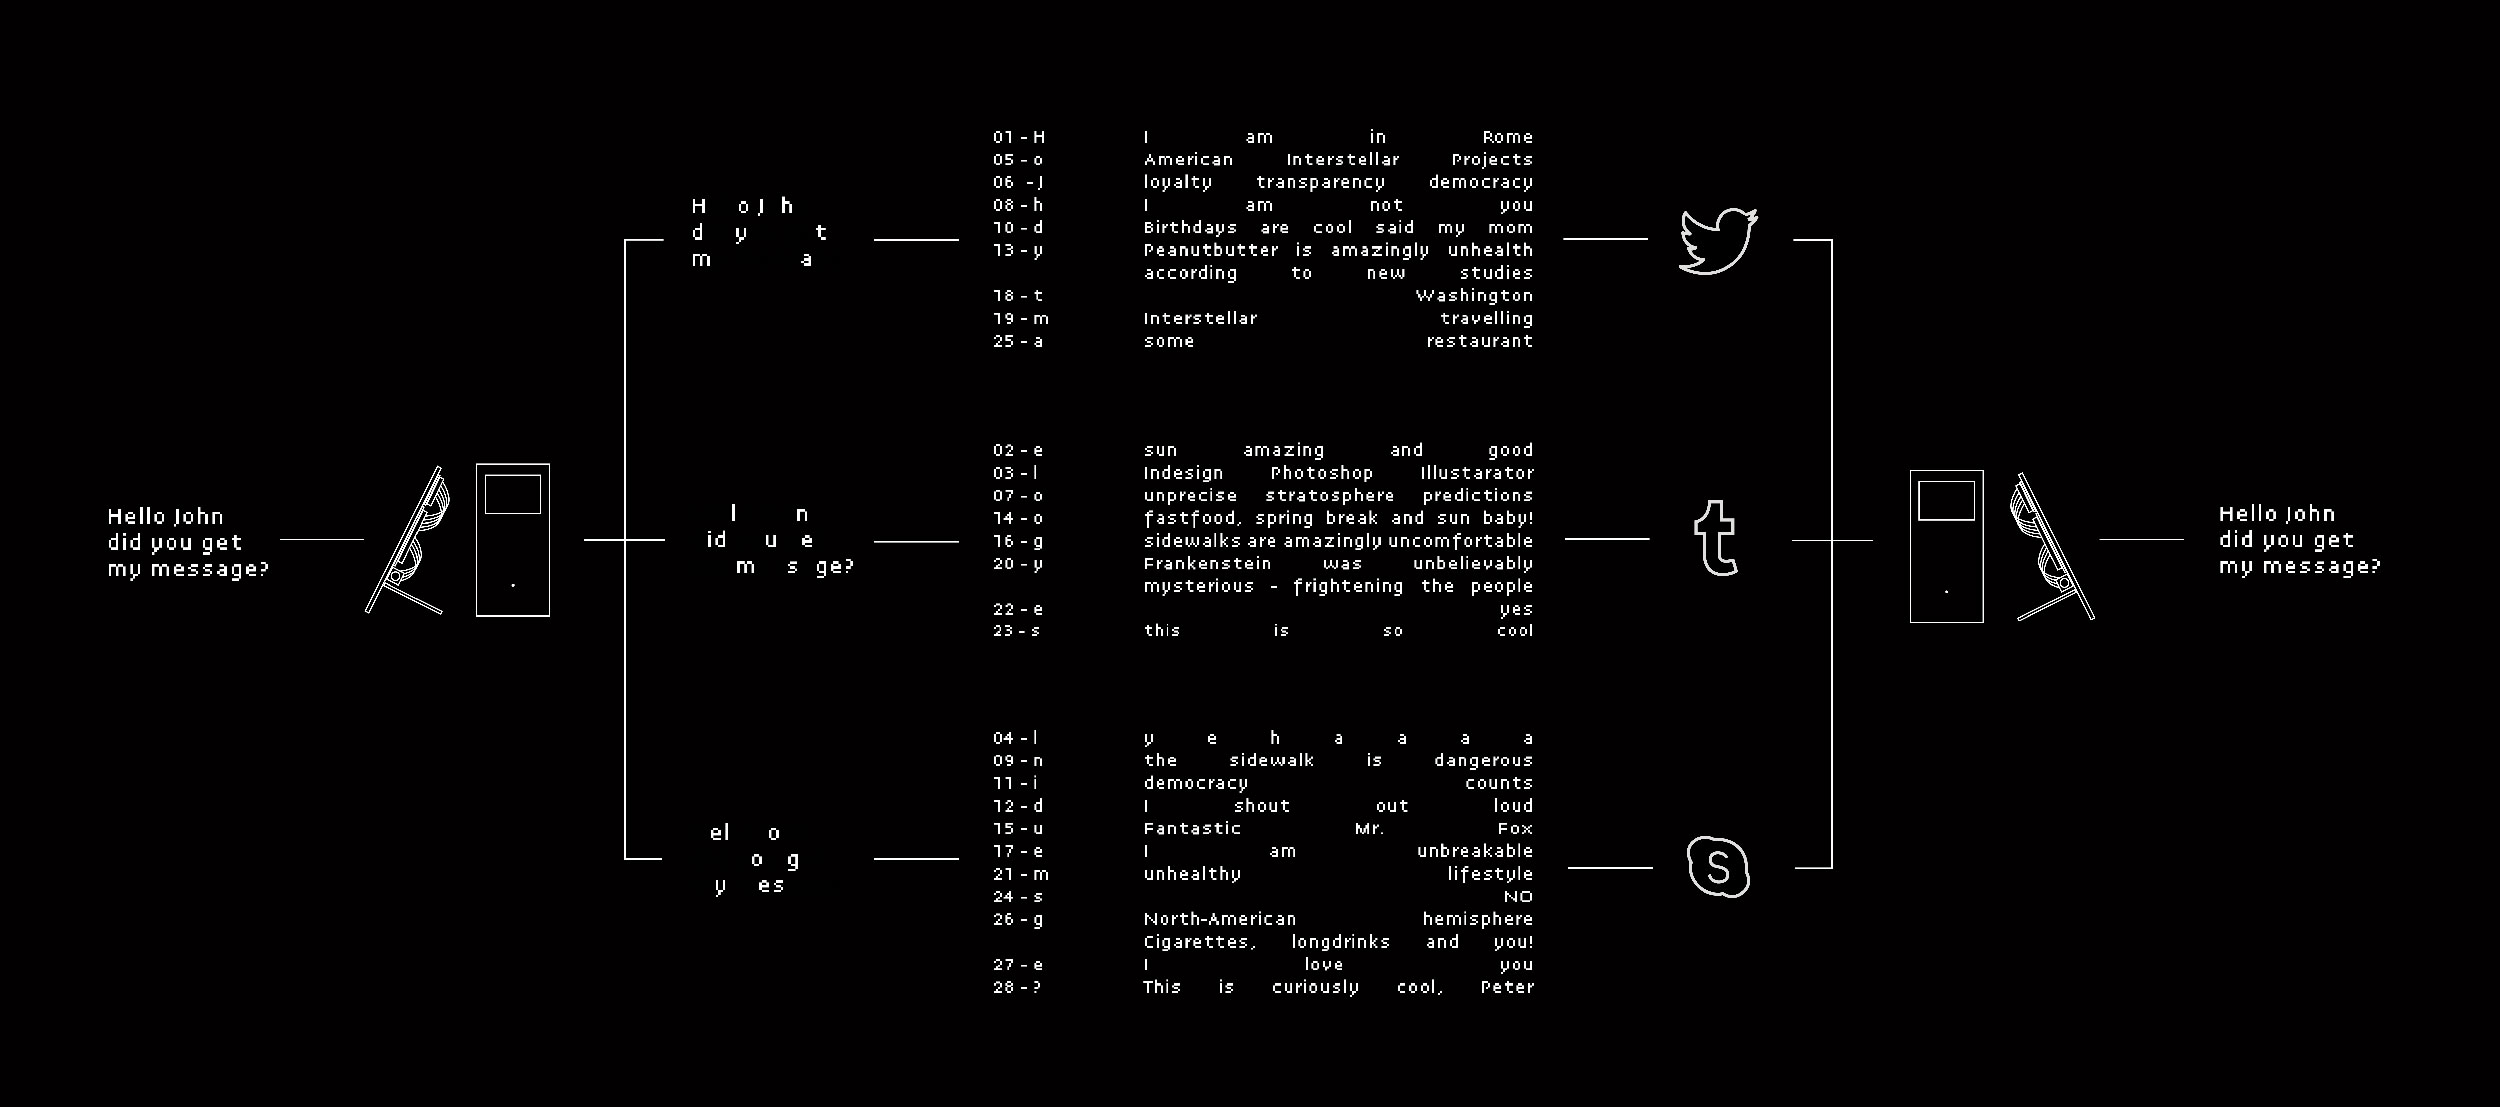 Hello John
did you get
my message?
H oJ h
d y t
m a
01 - H I am in Rome
05 - o American Interstellar Projects
06 -J loyalty transparency democracy
08 - h I am not you
10 - d Birthdays are cool said my mom
13 - y Peanutbutter is amazingly unhealth
according to new studies
18 - t Washington
19 - m Interstellar travelling
25 - a some restaurant
l n
id u e
m s ge?
02 - e sun amazing and good
03 - l Indesign Photoshop Illustarator
07 - o unprecise stratosphere predictions
14 - o fastfood, spring break and sun baby!
16 - g sidewalks are amazingly uncomfortable
20 - y Frankenstein was unbelievably
mysterious - frightening the people
22 - e yes
23 - s this is so cool
el o
o g
y es
04 - l y e h a a a a
09 - n the sidewalk is dangerous
11 - i democracy counts
12 - d I shout out loud
15 - u Fantastic Mr. Fox
17 - e I am unbreakable
21 - m unhealthy lifestyle
24 - s NO
26 - g North-American hemisphere
Cigarettes, longdrinks and you!
27 - e I love you
28 - ? This is curiously cool, Peter
t
S
Hello John
did you get
my message?